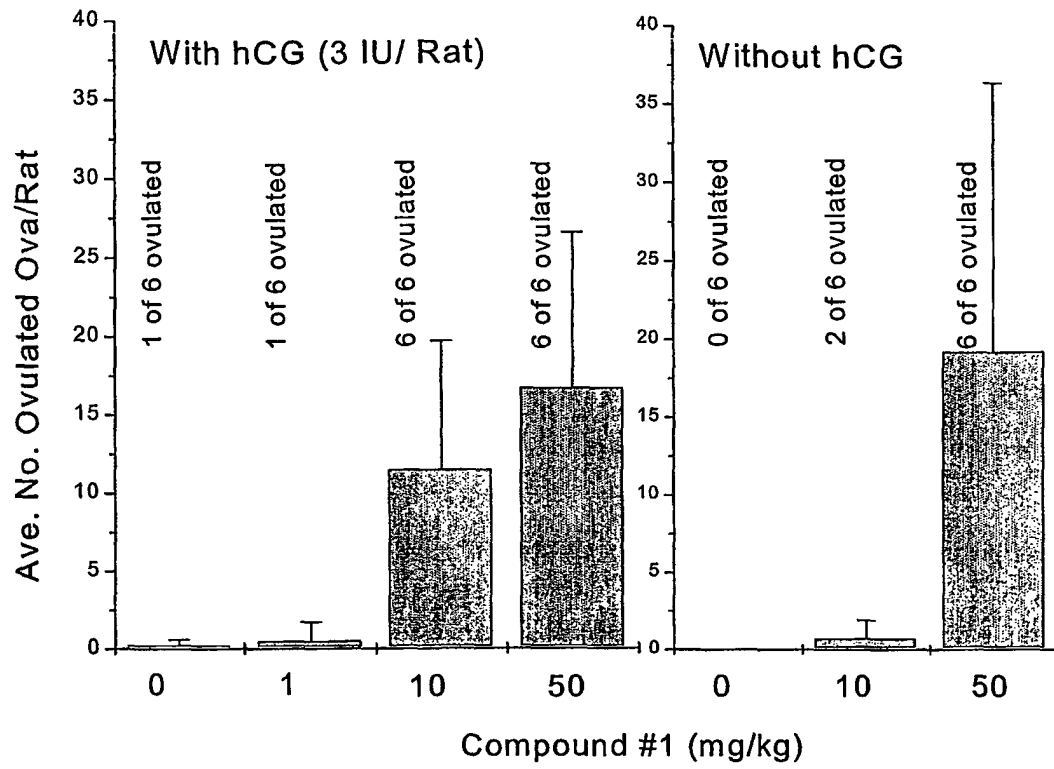 With hCG (3 IU/ Rat)
Without hCG
Ave. No. Ovulated Ova/Rat
40
35
30
25
20
15
10
5
0
1 of 6 ovulated
1 of 6 ovulated
6 of 6 ovulated
6 of 6 ovulated
0
1
10
50
40
35
30
25
20
15
10
5
0
0 of 6 ovulated
2 of 6 ovulated
6 of 6 ovulated
0
10
50
Compound #1 (mg/kg)